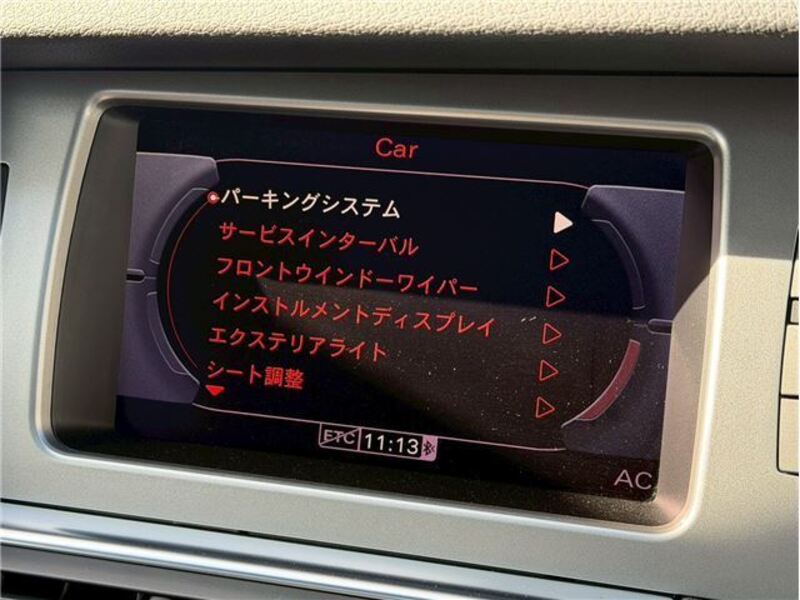 Car
パーキングシステム
サービスインターバル
フロントウインドーワイパー
インストルメントディスプレイ
エクステリアライト
シート調整
ETC 11:13
AC